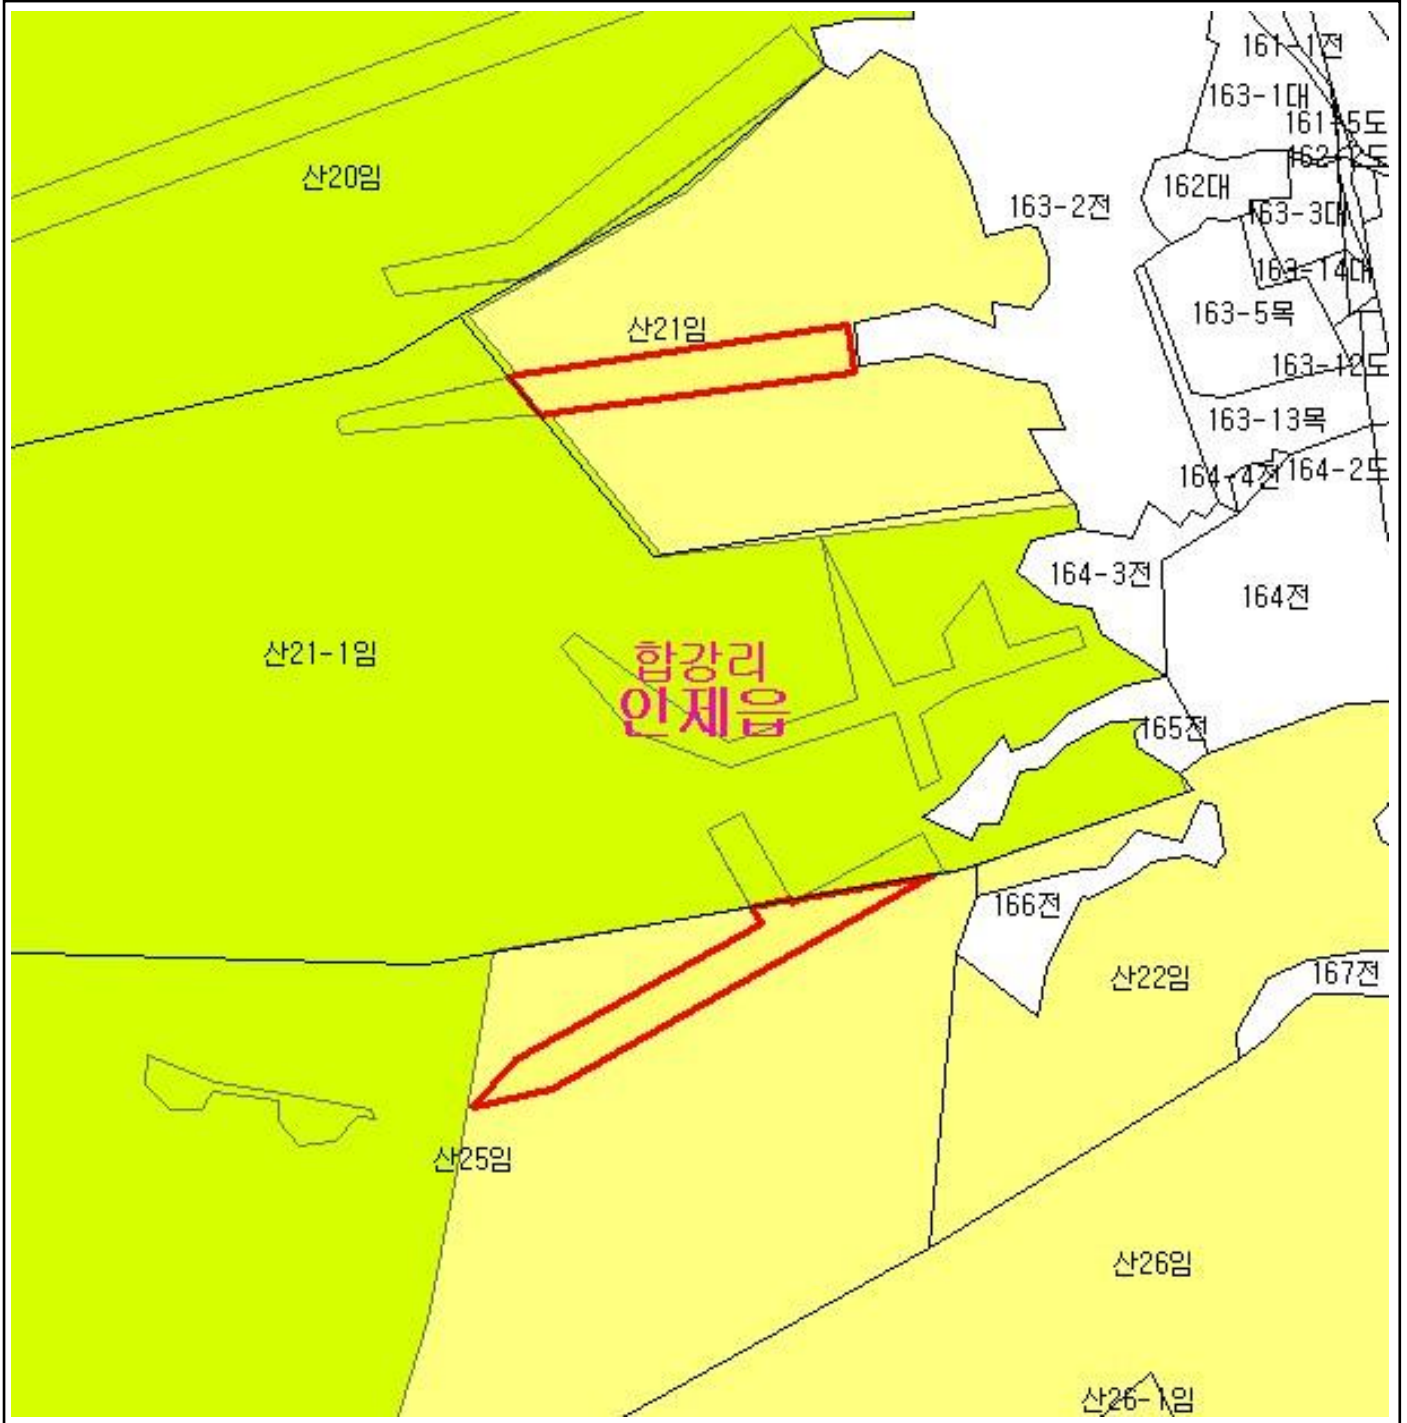 161-1전
163-1대
161-5도
162-2도
산20임
162대
163-2전
163-3대
163-14대
163-5목
산21임
163-12도
163-13목
164-4전
164-2도
164-3전
164전
산21-1임
합강리
인제읍
165전
166전
산22임
167전
산25임
산26임
산26-1임